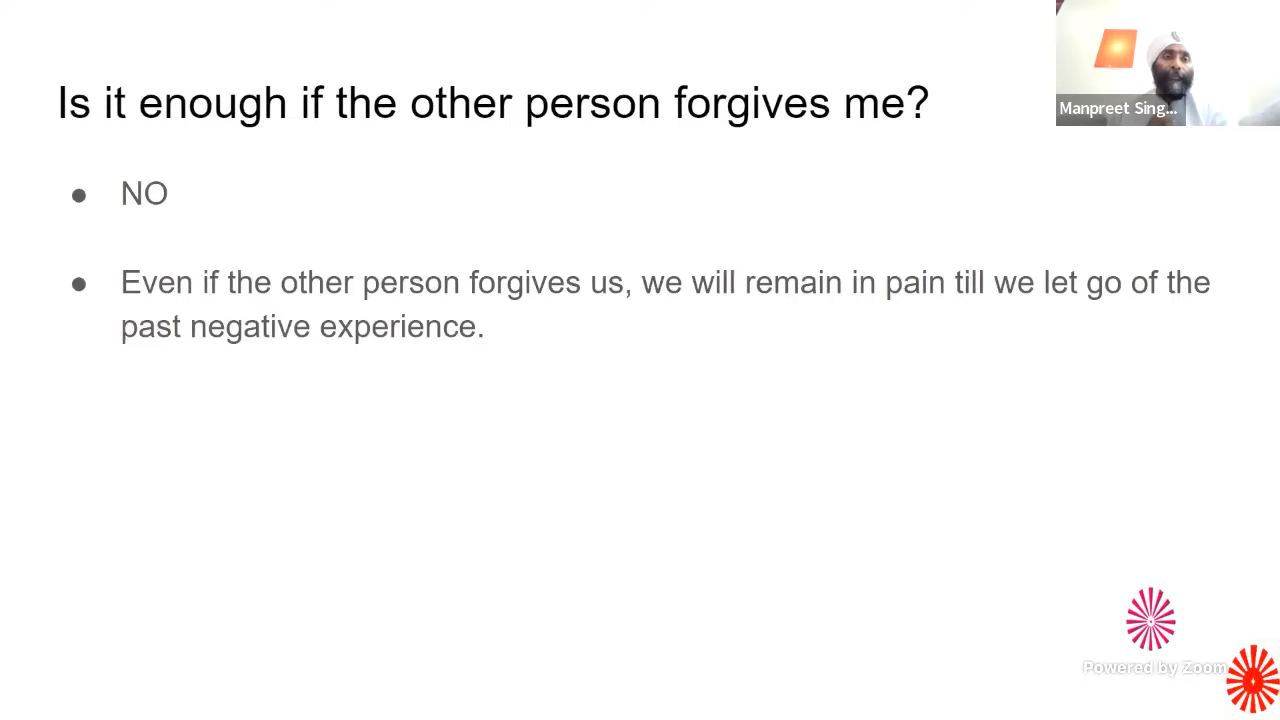 Is it enough if the other person forgives me?
Manpreet Sing...
● NO
● Even if the other person forgives us, we will remain in pain till we let go of the
past negative experience.
Powered by Zoom